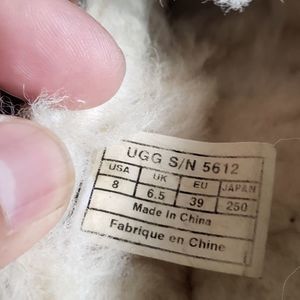 UGG S/N 5612
USA UK EU JAPAN
8 6.5 39 250
Made in China
Fabrique en Chine